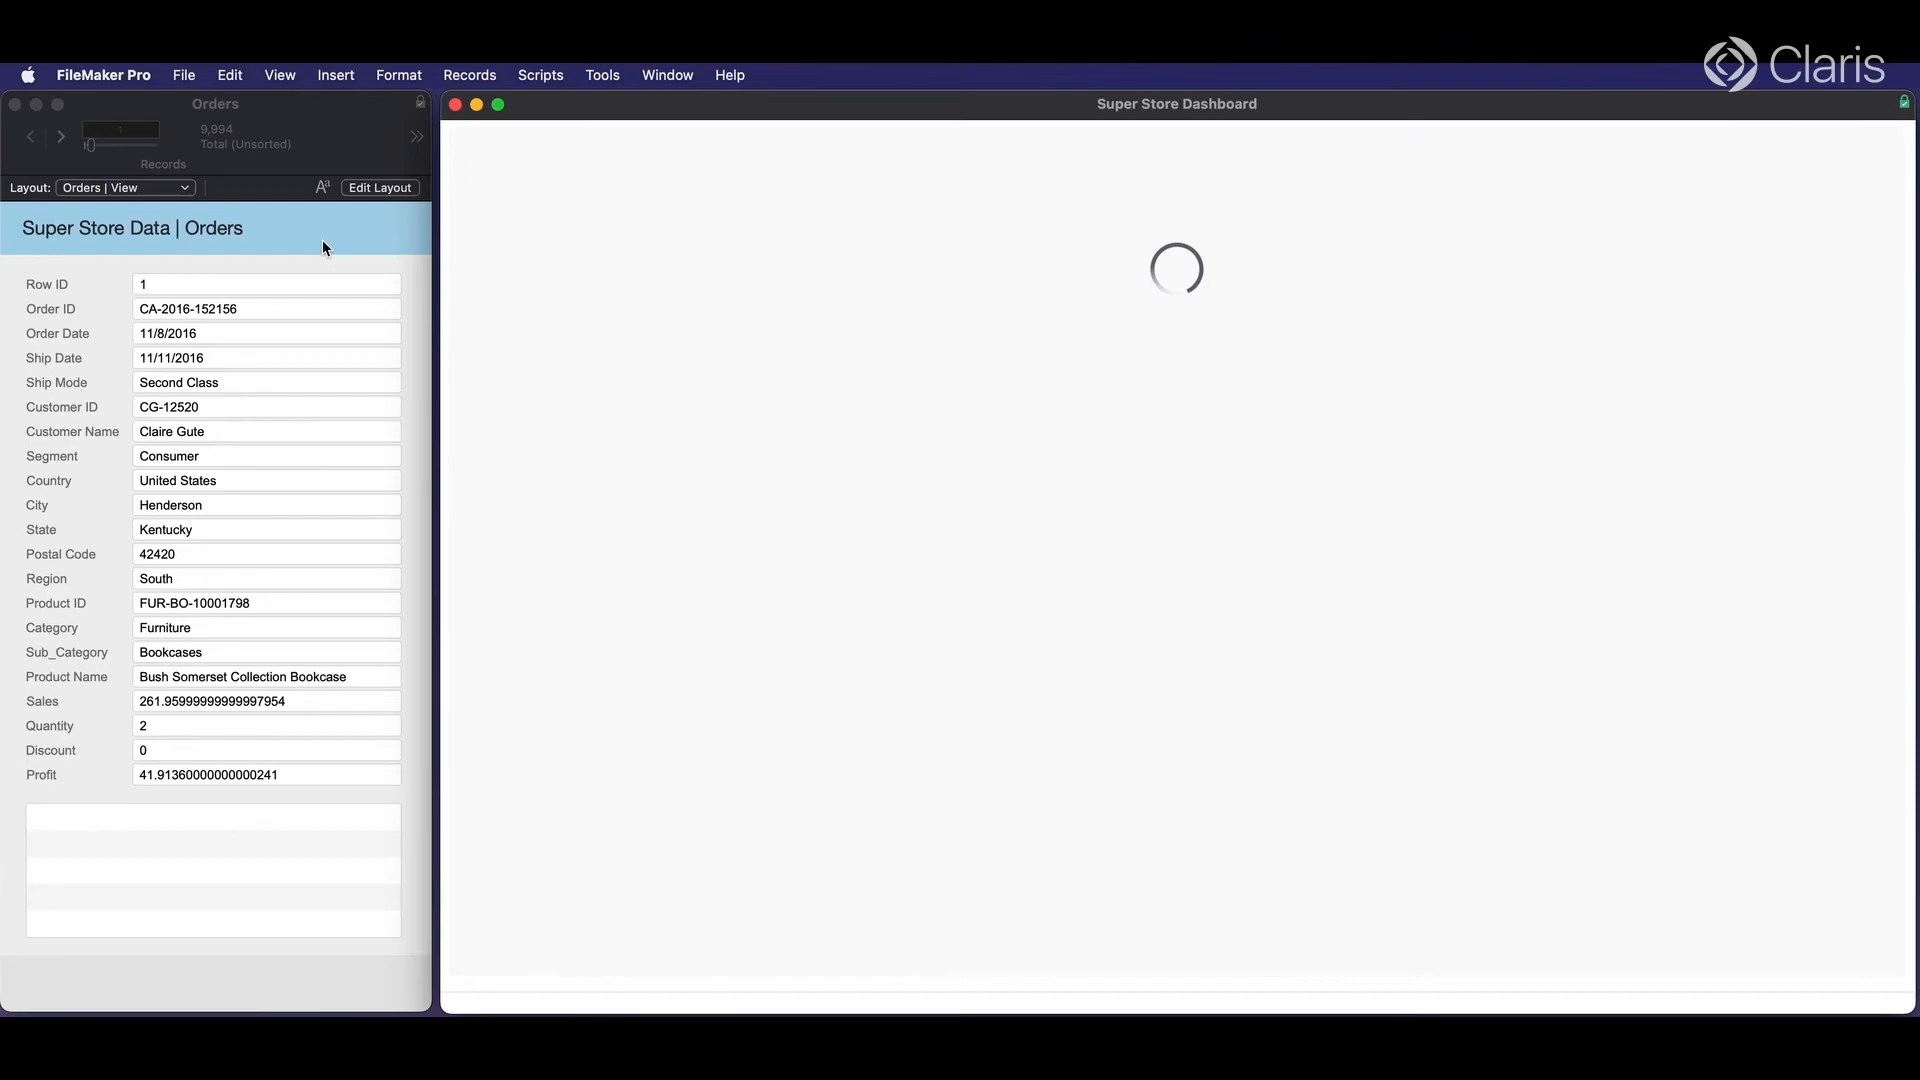 Claris
FileMaker Pro File Edit View Insert Format Records Scripts Tools Window Help
Orders
1
9,994
Total (Unsorted)
Records
Layout: Orders | View Aa Edit Layout
Super Store Data | Orders
Row ID 1
Order ID CA-2016-152156
Order Date 11/8/2016
Ship Date 11/11/2016
Ship Mode Second Class
Customer ID CG-12520
Customer Name Claire Gute
Segment Consumer
Country United States
City Henderson
State Kentucky
Postal Code 42420
Region South
Product ID FUR-BO-10001798
Category Furniture
Sub_Category Bookcases
Product Name Bush Somerset Collection Bookcase
Sales 261.95999999999997954
Quantity 2
Discount 0
Profit 41.91360000000000241
Super Store Dashboard